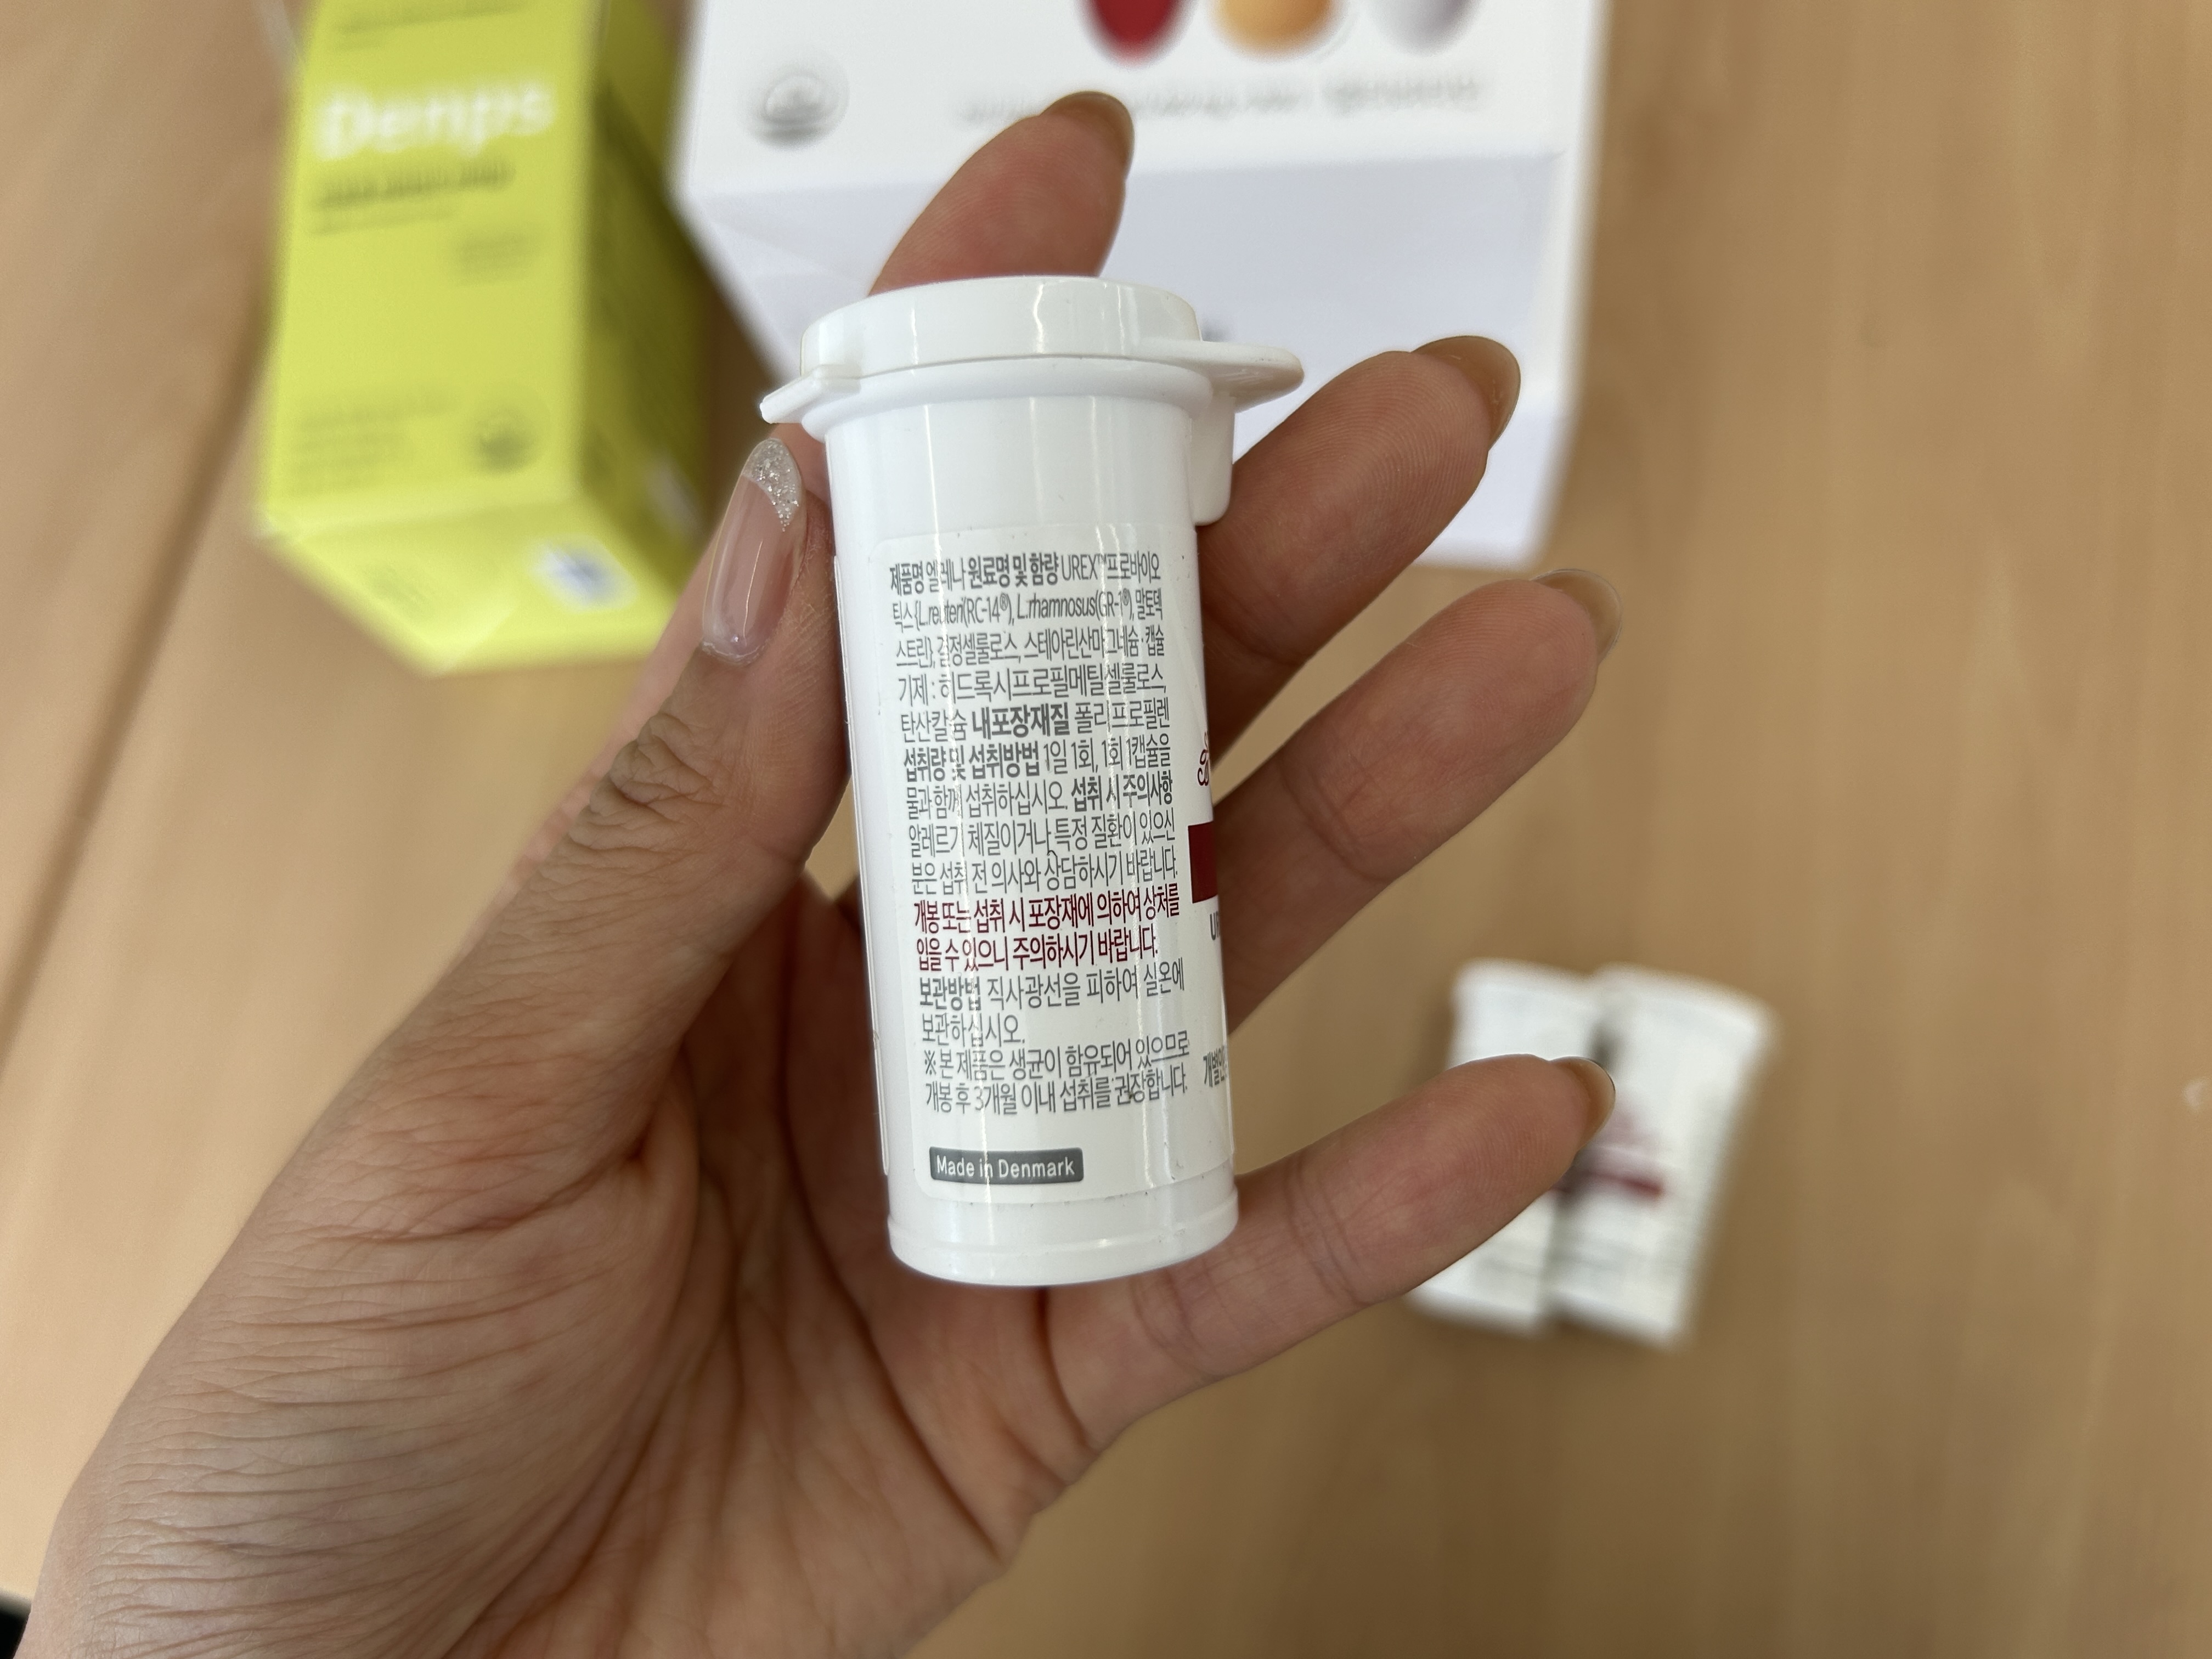 Denps
제품명 엘레나 원료명 및 함량 UREX™프로바이오
틱스{L.reuteri(RC-14®), L.rhamnosus(GR-1®), 말토덱
스트린}, 결정셀룰로스, 스테아린산마그네슘·캡슐
기제 : 히드록시프로필메틸셀룰로스,
탄산칼슘 내포장재질 폴리프로필렌
섭취량 및 섭취방법 1일 1회, 1회 1캡슐을
물과 함께 섭취하십시오. 섭취 시 주의사항
알레르기 체질이거나, 특정 질환이 있으신
분은 섭취 전 의사와 상담하시기 바랍니다.
개봉 또는 섭취 시 포장재에 의하여 상처를
입을 수 있으니 주의하시기 바랍니다.
보관방법 직사광선을 피하여 실온에
보관하십시오.
※ 본 제품은 생균이 함유되어 있으므로
개봉 후 3개월 이내 섭취를 권장합니다.
Made in Denmark